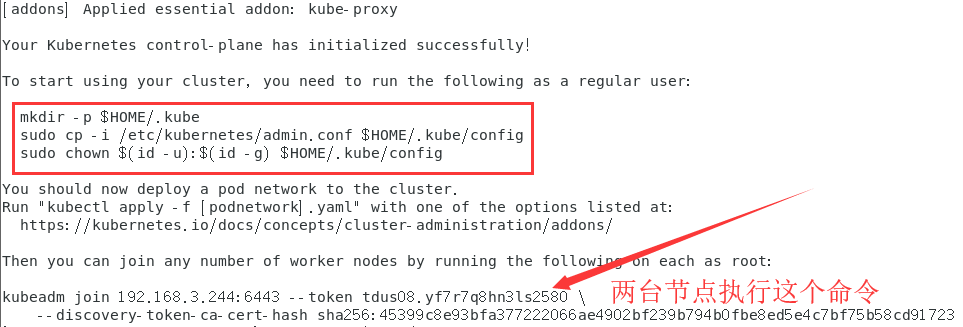 [addons] Applied essential addon: kube-proxy
Your Kubernetes control-plane has initialized successfully!
To start using your cluster, you need to run the following as a regular user:
mkdir -p $HOME/.kube
sudo cp -i /etc/kubernetes/admin.conf $HOME/.kube/config
sudo chown $(id -u):$(id -g) $HOME/.kube/config
You should now deploy a pod network to the cluster.
Run "kubectl apply -f [podnetwork].yaml" with one of the options listed at:
https://kubernetes.io/docs/concepts/cluster-administration/addons/
Then you can join any number of worker nodes by running the following on each as root:
kubeadm join 192.168.3.244:6443 --token tdus08.yf7r7q8hn3ls2580 \ 两台节点执行这个命令
--discovery-token-ca-cert-hash sha256:45399c8e93bfa377222066ae4902bf239b794b0fbe8ed5e4c7bf75b58cd91723